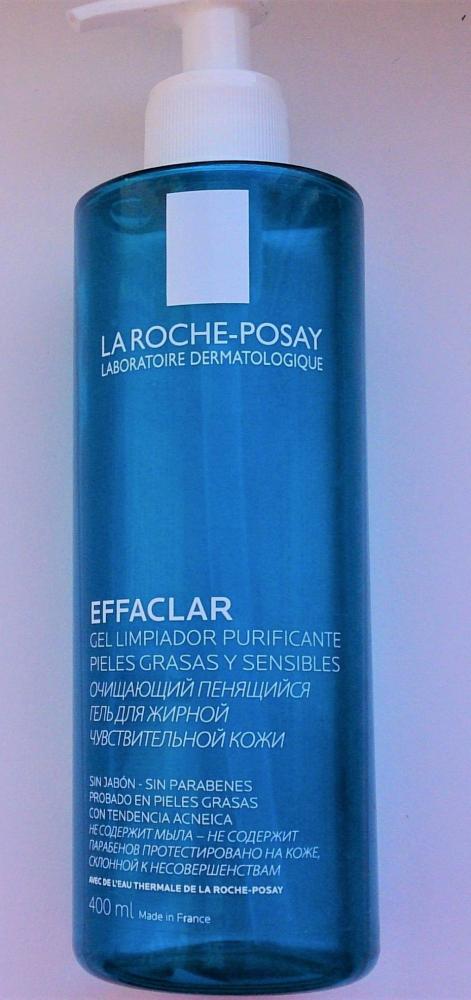 LA ROCHE-POSAY
LABORATOIRE DERMATOLOGIQUE
EFFACLAR
GEL LIMPIADOR PURIFICANTE
PIELES GRASAS Y SENSIBLES
ОЧИЩАЮЩИЙ ПЕНЯЩИЙСЯ
ГЕЛЬ ДЛЯ ЖИРНОЙ
ЧУВСТВИТЕЛЬНОЙ КОЖИ
SIN JABÓN - SIN PARABENES
PROBADO EN PIELES GRASAS
CON TENDENCIA ACNEICA
НЕ СОДЕРЖИТ МЫЛА – НЕ СОДЕРЖИТ
ПАРАБЕНОВ ПРОТЕСТИРОВАНО НА КОЖЕ,
СКЛОННОЙ К НЕСОВЕРШЕНСТВАМ
AVEC DE L'EAU THERMALE DE LA ROCHE-POSAY
400 ml Made in France